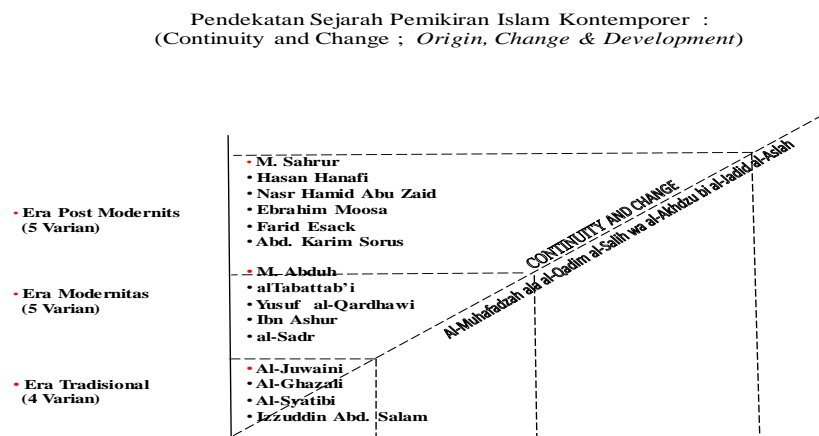 Pendekatan Sejarah Pemikiran Islam Kontemporer :
(Continuity and Change ; Origin, Change & Development)
• Era Post Modernits
(5 Varian)
• M. Sahrur
• Hasan Hanafi
• Nasr Hamid Abu Zaid
• Ebrahim Moosa
• Farid Esack
• Abd. Karim Sorus
• Era Modernitas
(5 Varian)
• M. Abduh
• alTabattab'i
• Yusuf al-Qardhawi
• Ibn Ashur
• al-Sadr
• Era Tradisional
(4 Varian)
• Al-Juwaini
• Al-Ghazali
• Al-Syatibi
• Izzuddin Abd. Salam
CONTINUITY AND CHANGE
Al-Muhafadzah ala al-Qadim al-Salih wa al-Akhdzu bi al-Jadid al-Aslah